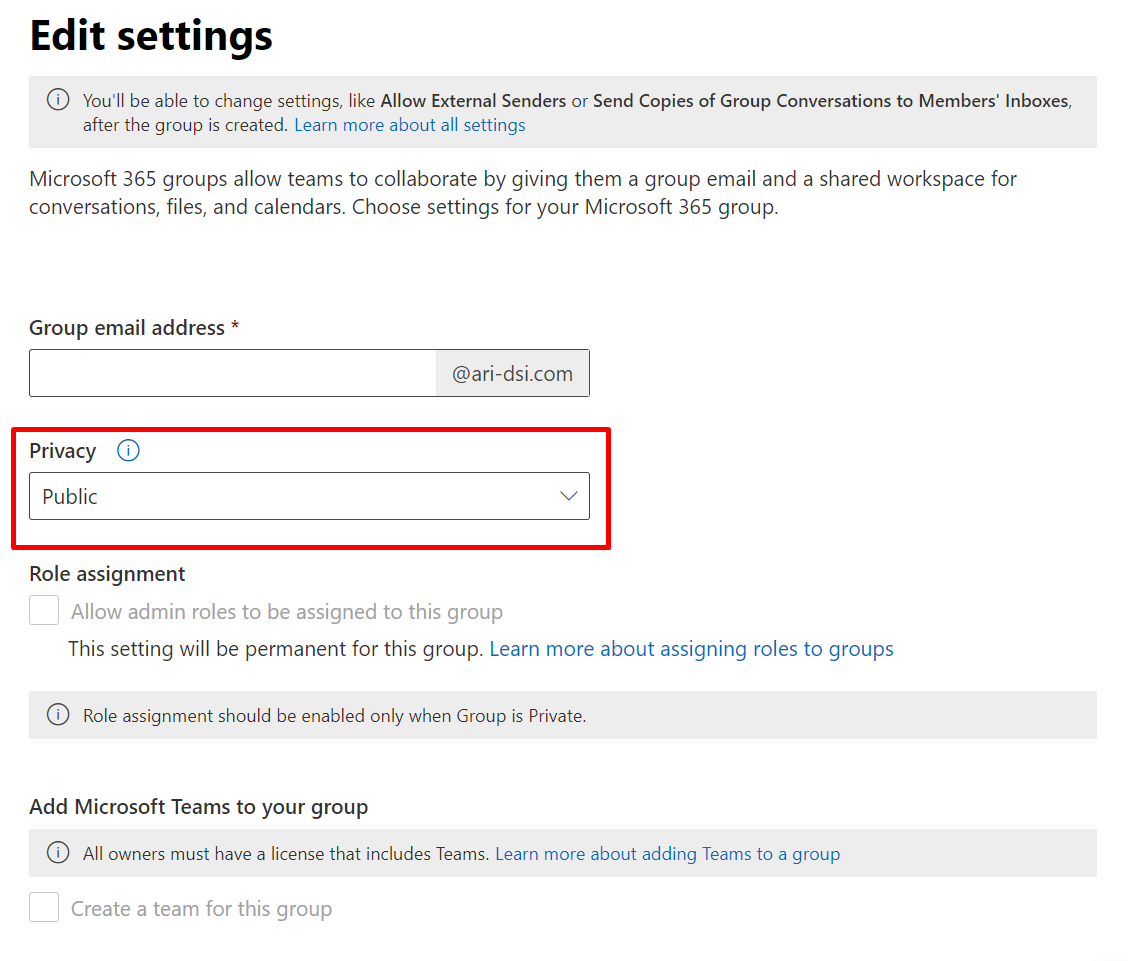 Edit settings
You'll be able to change settings, like Allow External Senders or Send Copies of Group Conversations to Members' Inboxes,
after the group is created. Learn more about all settings
Microsoft 365 groups allow teams to collaborate by giving them a group email and a shared workspace for
conversations, files, and calendars. Choose settings for your Microsoft 365 group.
Group email address *
@ari-dsi.com
Privacy
Public
Role assignment
Allow admin roles to be assigned to this group
This setting will be permanent for this group. Learn more about assigning roles to groups
Role assignment should be enabled only when Group is Private.
Add Microsoft Teams to your group
All owners must have a license that includes Teams. Learn more about adding Teams to a group
Create a team for this group